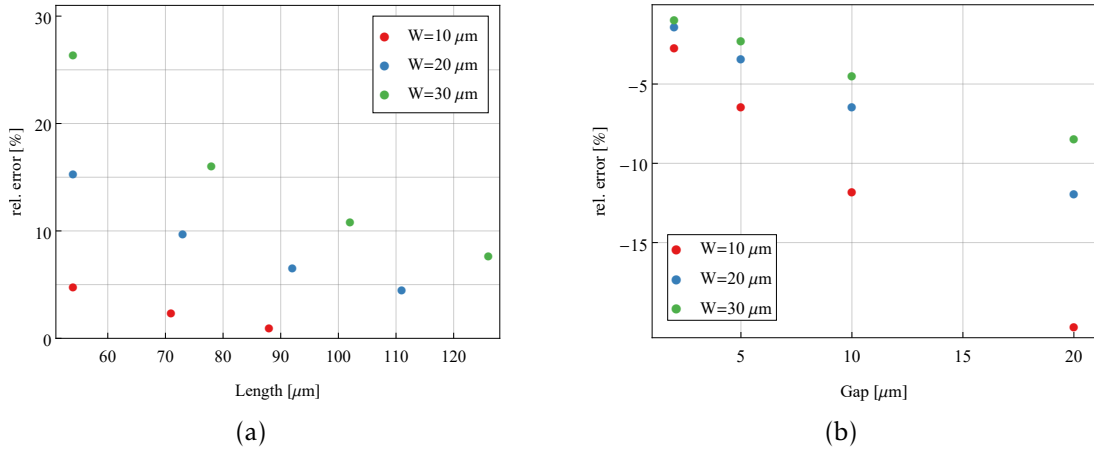 30
20
10
0
rel. error [%]
60 70 80 90 100 110 120
Length [μm]
W=10 μm
W=20 μm
W=30 μm
(a)
−5
−10
−15
rel. error [%]
5 10 15 20
Gap [μm]
W=10 μm
W=20 μm
W=30 μm
(b)